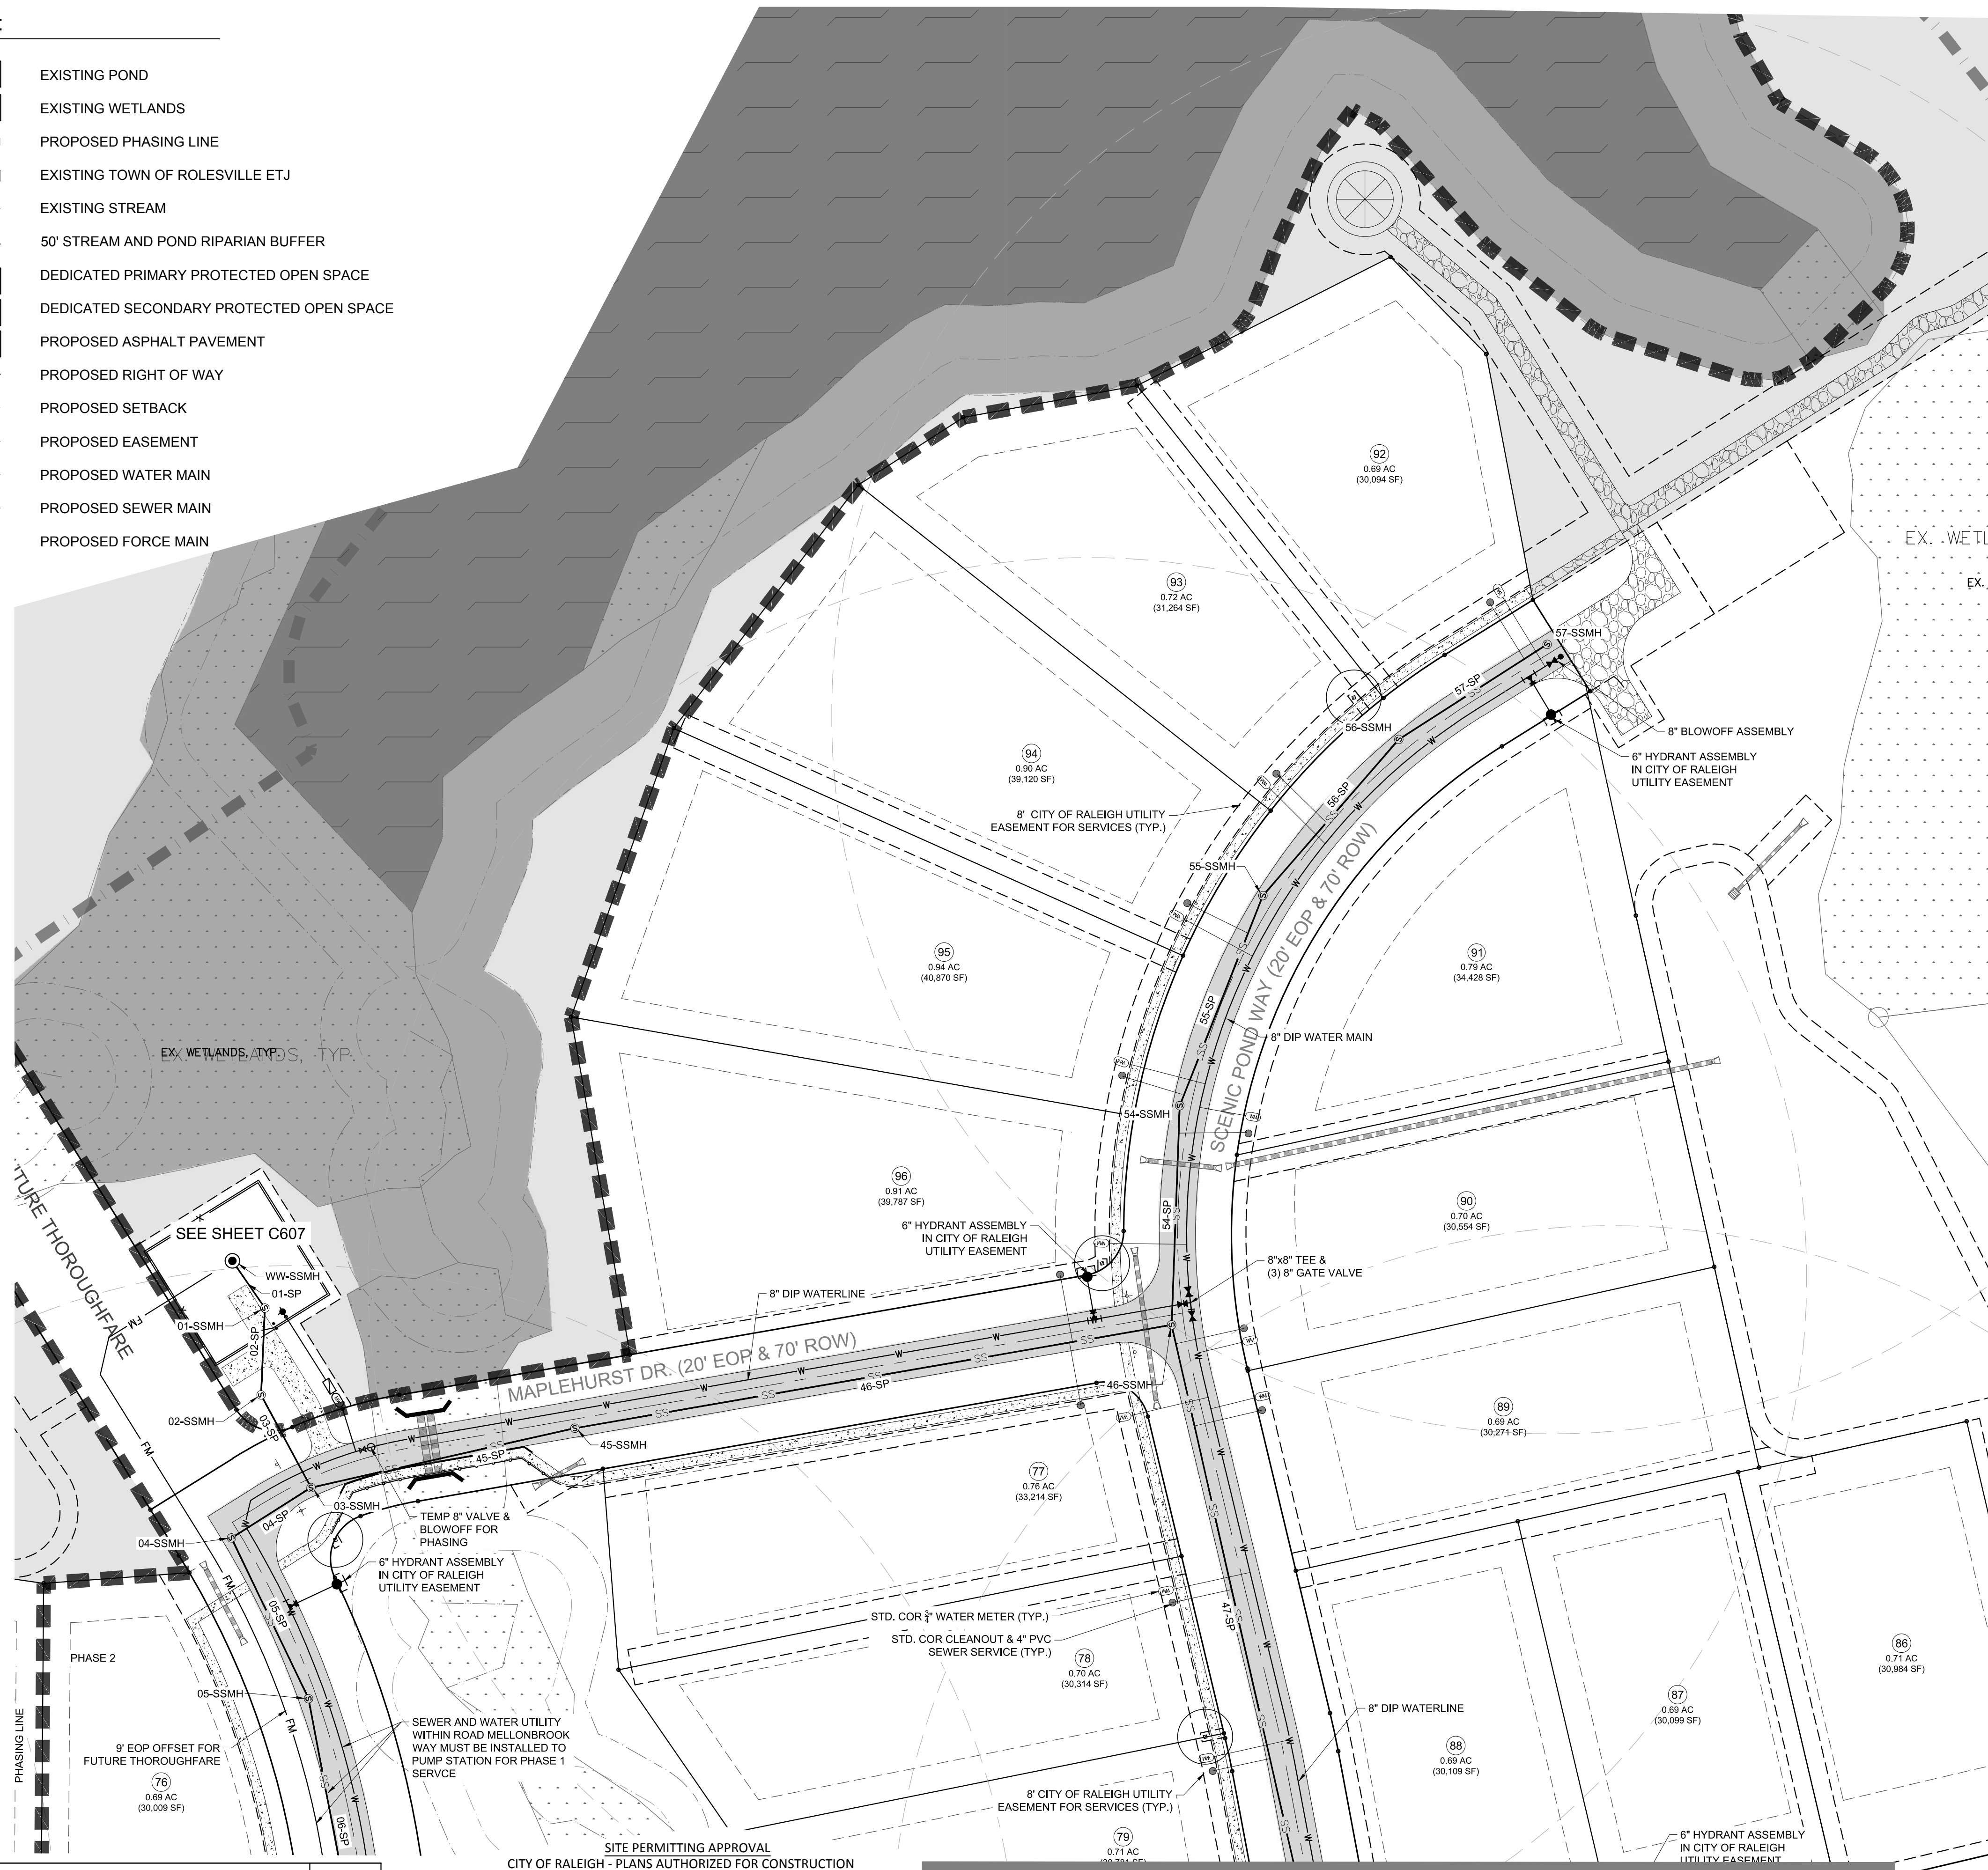 EXISTING POND
EXISTING WETLANDS
PROPOSED PHASING LINE
EXISTING TOWN OF ROLESVILLE ETJ
EXISTING STREAM
50' STREAM AND POND RIPARIAN BUFFER
DEDICATED PRIMARY PROTECTED OPEN SPACE
DEDICATED SECONDARY PROTECTED OPEN SPACE
PROPOSED ASPHALT PAVEMENT
PROPOSED RIGHT OF WAY
PROPOSED SETBACK
PROPOSED EASEMENT
PROPOSED WATER MAIN
PROPOSED SEWER MAIN
PROPOSED FORCE MAIN
92
0.69 AC
(30,094 SF)
93
0.72 AC
(31,264 SF)
EX. WETL
EX.
57-SSMH
57-SP
56-SSMH
8" BLOWOFF ASSEMBLY
6" HYDRANT ASSEMBLY
IN CITY OF RALEIGH
UTILITY EASEMENT
94
0.90 AC
(39,120 SF)
56-SP
8' CITY OF RALEIGH UTILITY
EASEMENT FOR SERVICES (TYP.)
55-SSMH
95
0.94 AC
(40,870 SF)
91
0.79 AC
(34,428 SF)
55-SP
8" DIP WATER MAIN
SCENIC POND WAY (20' EOP & 70' ROW)
EX. WETLANDS, TYP.
EX. WETLANDS, TYP.
54-SSMH
96
0.91 AC
(39,787 SF)
54-SP
90
0.70 AC
(30,554 SF)
6" HYDRANT ASSEMBLY
IN CITY OF RALEIGH
UTILITY EASEMENT
8"x8" TEE &
(3) 8" GATE VALVE
TURE THOROUGHFARE
SEE SHEET C607
WW-SSMH
01-SP
01-SSMH
02-SP
FM
8" DIP WATERLINE
MAPLEHURST DR. (20' EOP & 70' ROW)
46-SP
46-SSMH
02-SSMH
03-SP
45-SSMH
45-SP
89
0.69 AC
(30,271 SF)
77
0.76 AC
(33,214 SF)
03-SSMH
04-SP
04-SSMH
TEMP 8" VALVE &
BLOWOFF FOR
PHASING
6" HYDRANT ASSEMBLY
IN CITY OF RALEIGH
UTILITY EASEMENT
FM
FM
05-SP
STD. COR 3/4" WATER METER (TYP.)
STD. COR CLEANOUT & 4" PVC
SEWER SERVICE (TYP.)
47-SP
86
0.71 AC
(30,984 SF)
PHASE 2
78
0.70 AC
(30,314 SF)
87
0.69 AC
(30,099 SF)
05-SSMH
FM
SEWER AND WATER UTILITY
WITHIN ROAD MELLONBROOK
WAY MUST BE INSTALLED TO
PUMP STATION FOR PHASE 1
SERVCE
8" DIP WATERLINE
88
0.69 AC
(30,109 SF)
PHASING LINE
9' EOP OFFSET FOR
FUTURE THOROUGHFARE
76
0.69 AC
(30,009 SF)
06-SP
8' CITY OF RALEIGH UTILITY
EASEMENT FOR SERVICES (TYP.)
79
0.71 AC
6" HYDRANT ASSEMBLY
IN CITY OF RALEIGH
UTILITY EASEMENT
SITE PERMITTING APPROVAL
CITY OF RALEIGH - PLANS AUTHORIZED FOR CONSTRUCTION